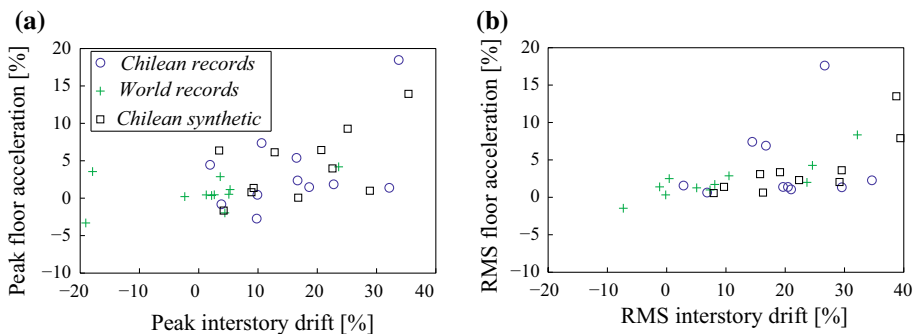 (a)
Peak floor acceleration [%]
20
15
10
5
0
−5
−10
Chilean records
World records
Chilean synthetic
−20 −10 0 10 20 30 40
Peak interstory drift [%]
(b)
RMS floor acceleration [%]
20
15
10
5
0
−5
−10
−20 −10 0 10 20 30 40
RMS interstory drift [%]